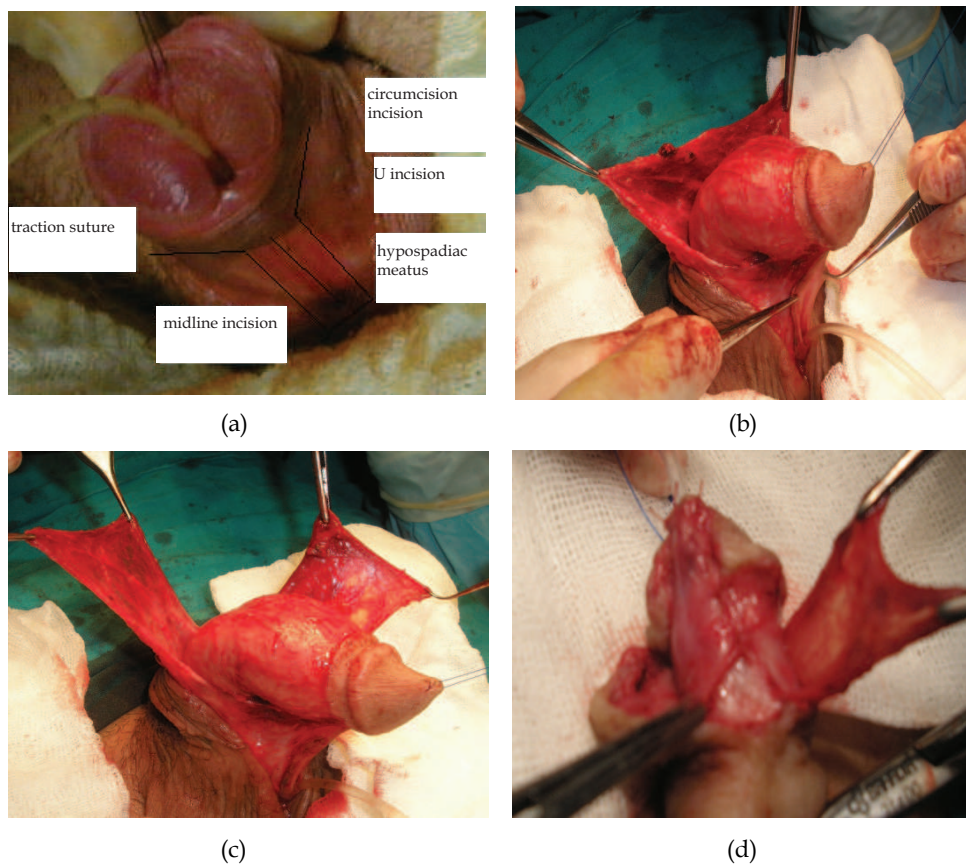 circumcision
incision
U incision
traction suture
hypospadiac
meatus
midline incision
(a)
(b)
(c)
(d)